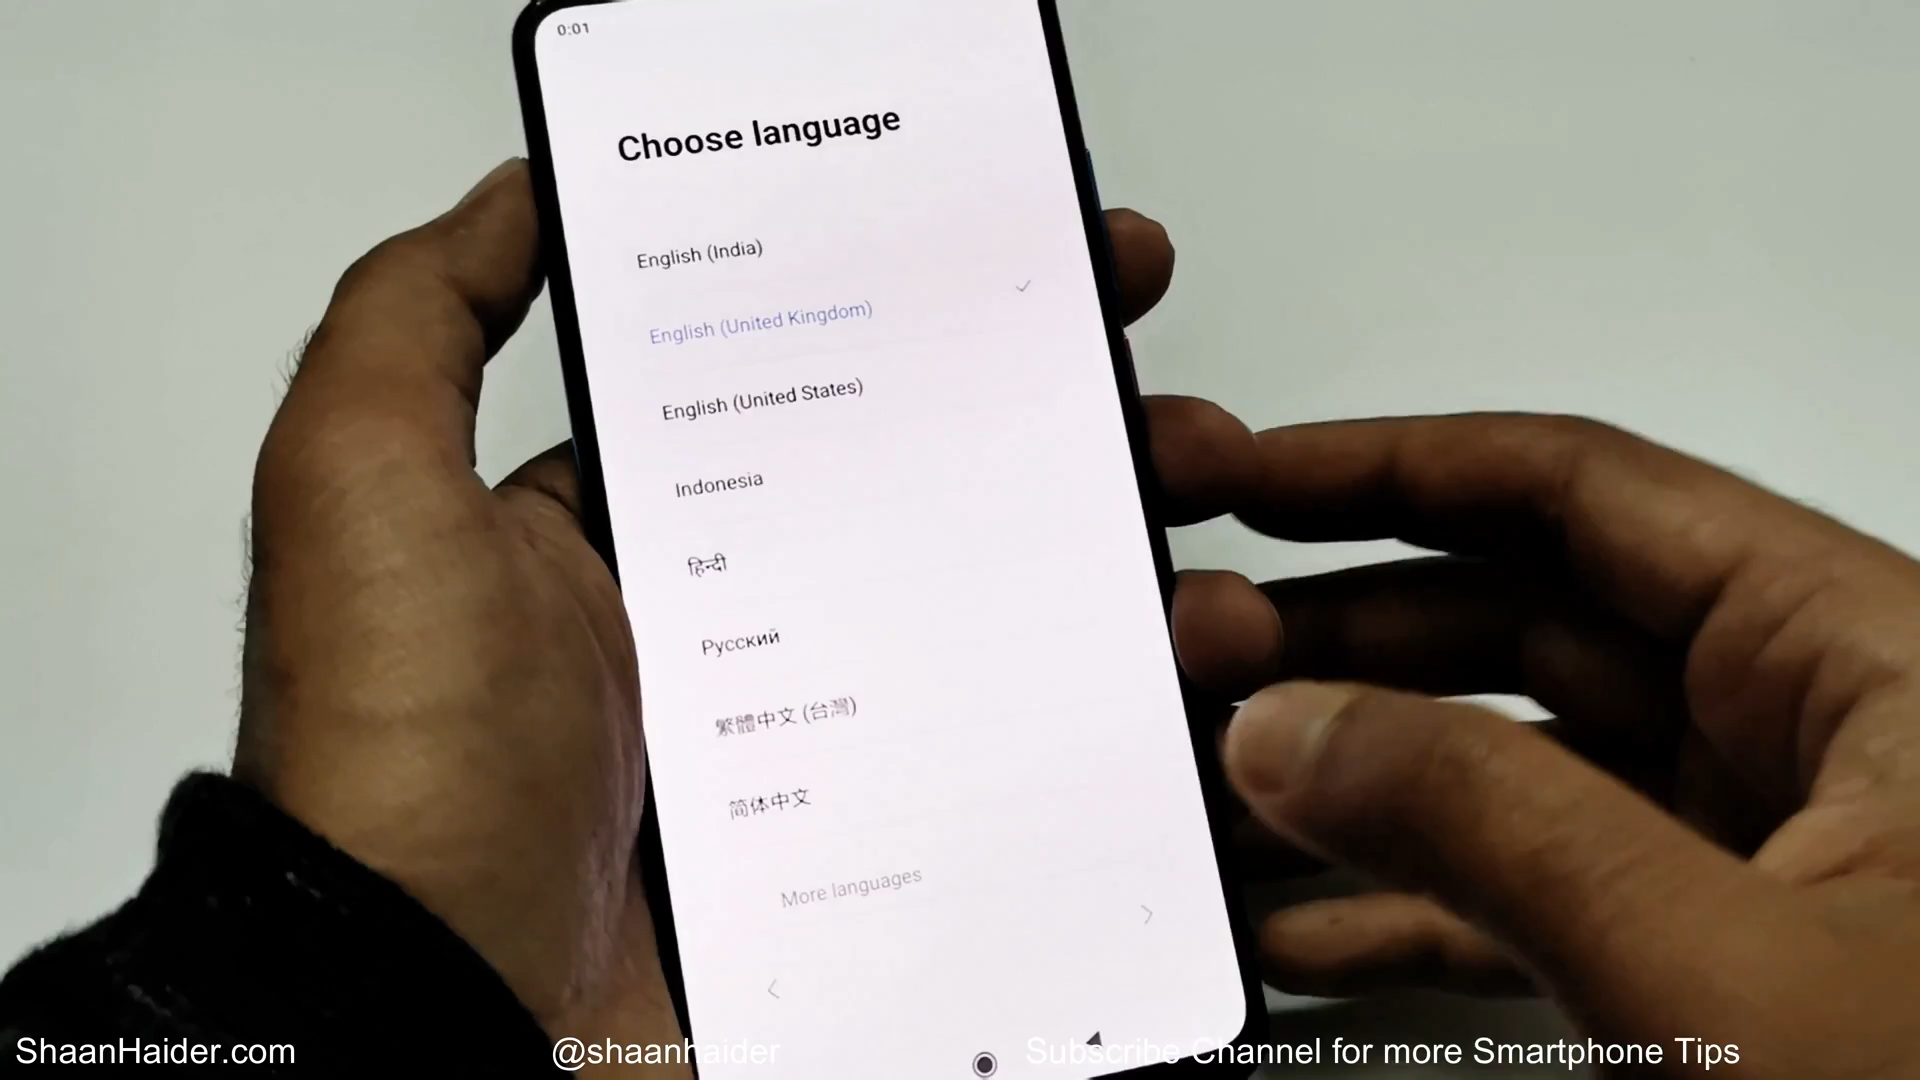 0:01
Choose language
English (India)
English (United Kingdom)
English (United States)
Indonesia
हिन्दी
Русский
繁體中文 (台灣)
简体中文
More languages
ShaanHaider.com
@shaanhaider
Subscribe Channel for more Smartphone Tips